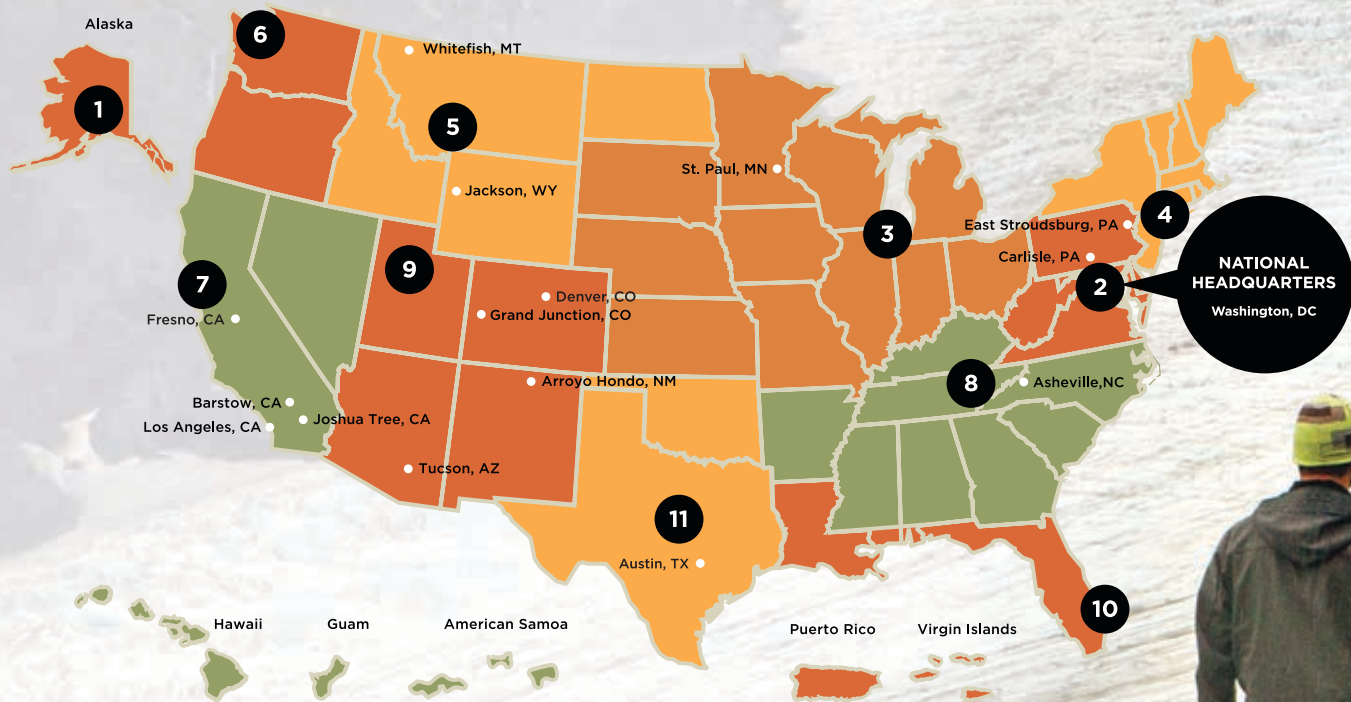 Alaska
6
Whitefish, MT
1
5
St. Paul, MN
Jackson, WY
4
East Stroudsburg, PA
3
Carlisle, PA
NATIONAL
HEADQUARTERS
Washington, DC
2
9
7
Denver, CO
Grand Junction, CO
Fresno, CA
Arroyo Hondo, NM
8
Asheville,NC
Barstow, CA
Joshua Tree, CA
Los Angeles, CA
Tucson, AZ
11
Austin, TX
10
Hawaii
Guam
American Samoa
Puerto Rico
Virgin Islands